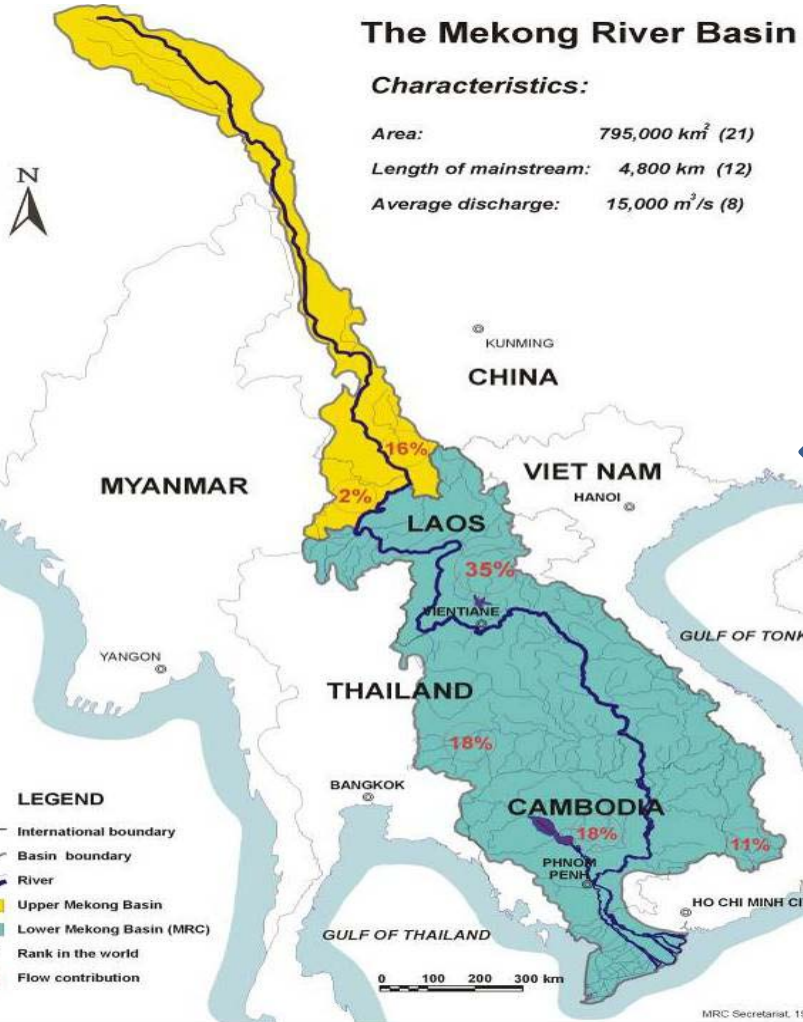 The Mekong River Basin
Characteristics:
Area: 795,000 km² (21)
Length of mainstream: 4,800 km (12)
Average discharge: 15,000 m³/s (8)
N
KUNMING
CHINA
16%
MYANMAR
2%
VIET NAM
HANOI
LAOS
35%
VIENTIANE
GULF OF TONK
YANGON
THAILAND
18%
BANGKOK
CAMBODIA
18%
11%
PHNOM
PENH
HO CHI MINH CI
GULF OF THAILAND
LEGEND
International boundary
Basin boundary
River
Upper Mekong Basin
Lower Mekong Basin (MRC)
Rank in the world
Flow contribution
0 100 200 300 km
MRC Secretariat, 19